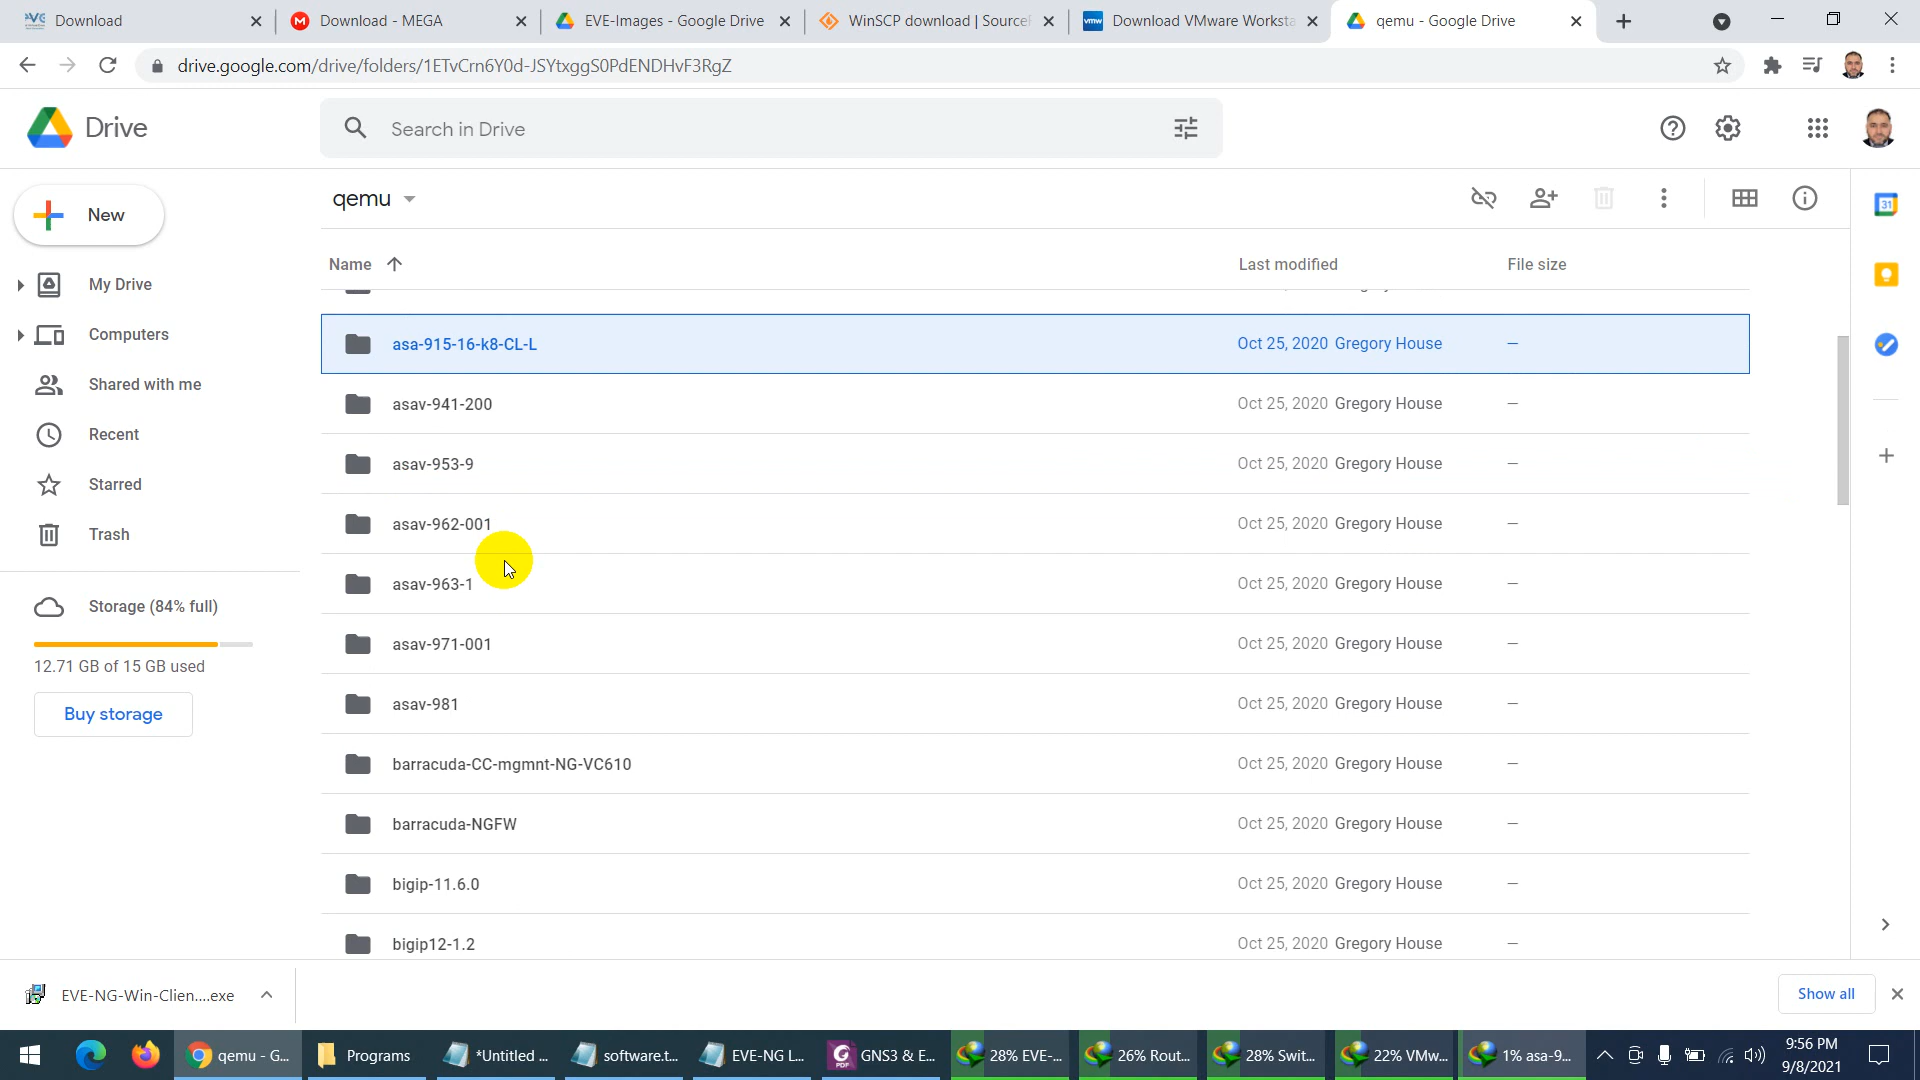 Download
Download - MEGA
EVE-Images - Google Drive
WinSCP download | Source
Download VMware Worksta
qemu - Google Drive
drive.google.com/drive/folders/1ETvCrn6Y0d-JSYtxggS0PdENDHvF3RgZ
Drive
Search in Drive
New
qemu
My Drive
Computers
Shared with me
Recent
Starred
Trash
Storage (84% full)
12.71 GB of 15 GB used
Buy storage
Name Last modified File size
asa-915-16-k8-CL-L Oct 25, 2020 Gregory House –
asav-941-200 Oct 25, 2020 Gregory House –
asav-953-9 Oct 25, 2020 Gregory House –
asav-962-001 Oct 25, 2020 Gregory House –
asav-963-1 Oct 25, 2020 Gregory House –
asav-971-001 Oct 25, 2020 Gregory House –
asav-981 Oct 25, 2020 Gregory House –
barracuda-CC-mgmnt-NG-VC610 Oct 25, 2020 Gregory House –
barracuda-NGFW Oct 25, 2020 Gregory House –
bigip-11.6.0 Oct 25, 2020 Gregory House –
bigip12-1.2 Oct 25, 2020 Gregory House –
31
EVE-NG-Win-Clien....exe
Show all
qemu - G...
Programs
*Untitled ...
software.t...
EVE-NG L...
GNS3 & E...
28% EVE-...
26% Rout...
28% Swit...
22% VMw...
1% asa-9...
9:56 PM
9/8/2021